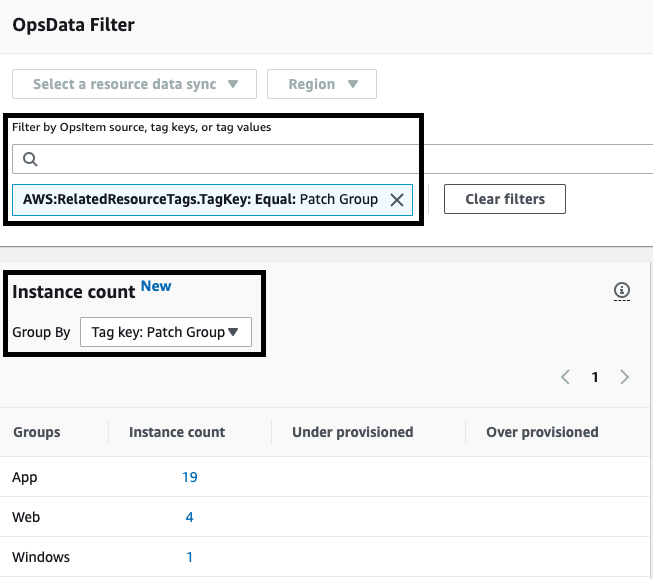 OpsData Filter
Select a resource data sync ▼ Region ▼
Filter by OpsItem source, tag keys, or tag values
AWS:RelatedResourceTags.TagKey: Equal: Patch Group Clear filters
Instance count New
Group By Tag key: Patch Group ▼
1
Groups Instance count Under provisioned Over provisioned
App 19
Web 4
Windows 1